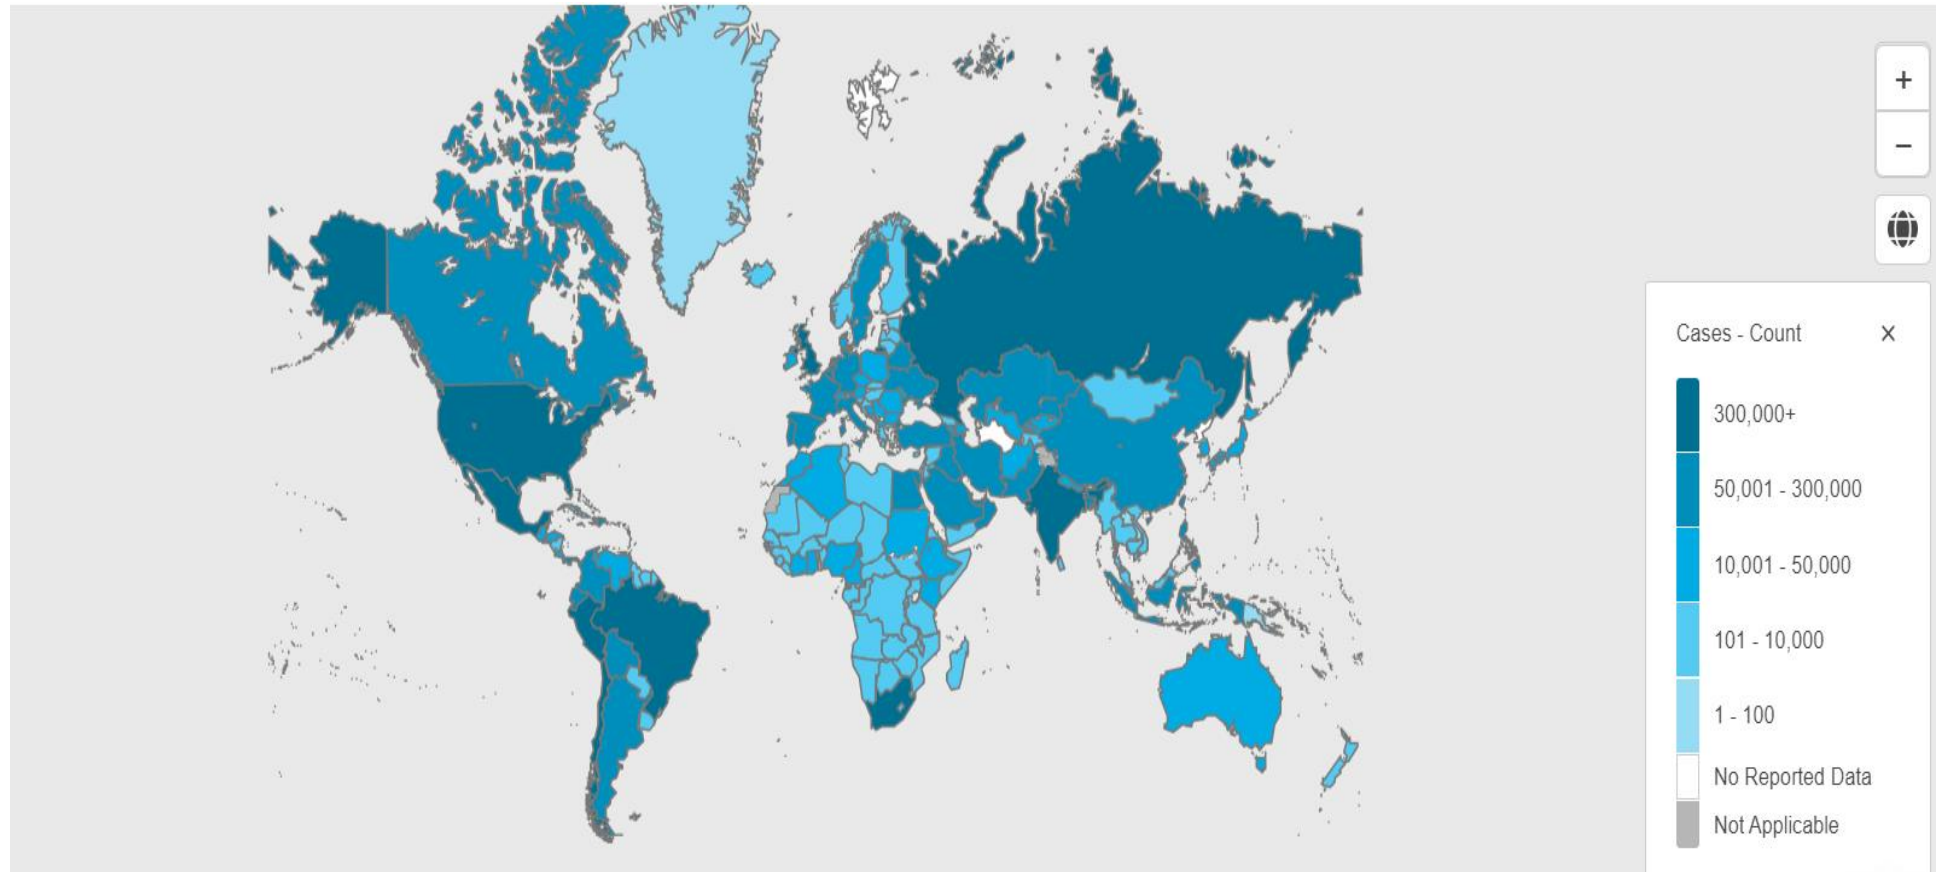 +
−
Cases - Count ×
300,000+
50,001 - 300,000
10,001 - 50,000
101 - 10,000
1 - 100
No Reported Data
Not Applicable